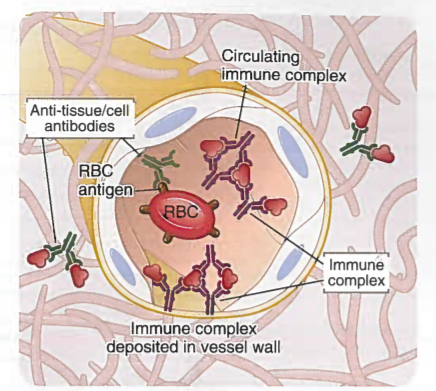 Circulating
immune complex
Anti-tissue/cell
antibodies
RBC
antigen
RBC
Immune
complex
Immune complex
deposited in vessel wall